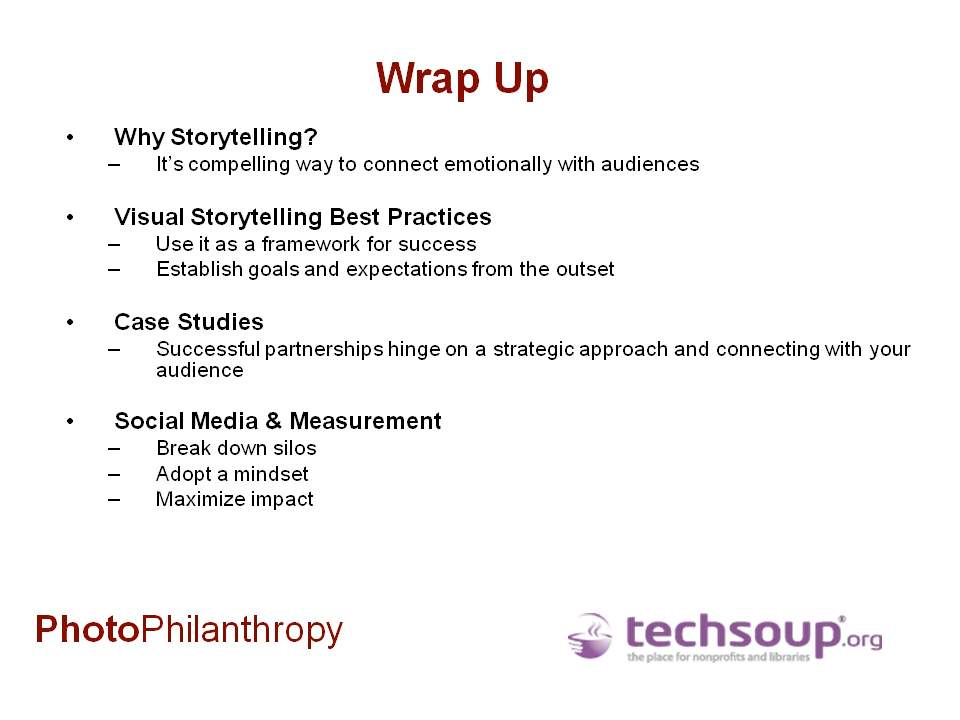 Wrap Up
• Why Storytelling?
– It's compelling way to connect emotionally with audiences
• Visual Storytelling Best Practices
– Use it as a framework for success
– Establish goals and expectations from the outset
• Case Studies
– Successful partnerships hinge on a strategic approach and connecting with your
audience
• Social Media & Measurement
– Break down silos
– Adopt a mindset
– Maximize impact
PhotoPhilanthropy
techsoup®.org
the place for nonprofits and libraries